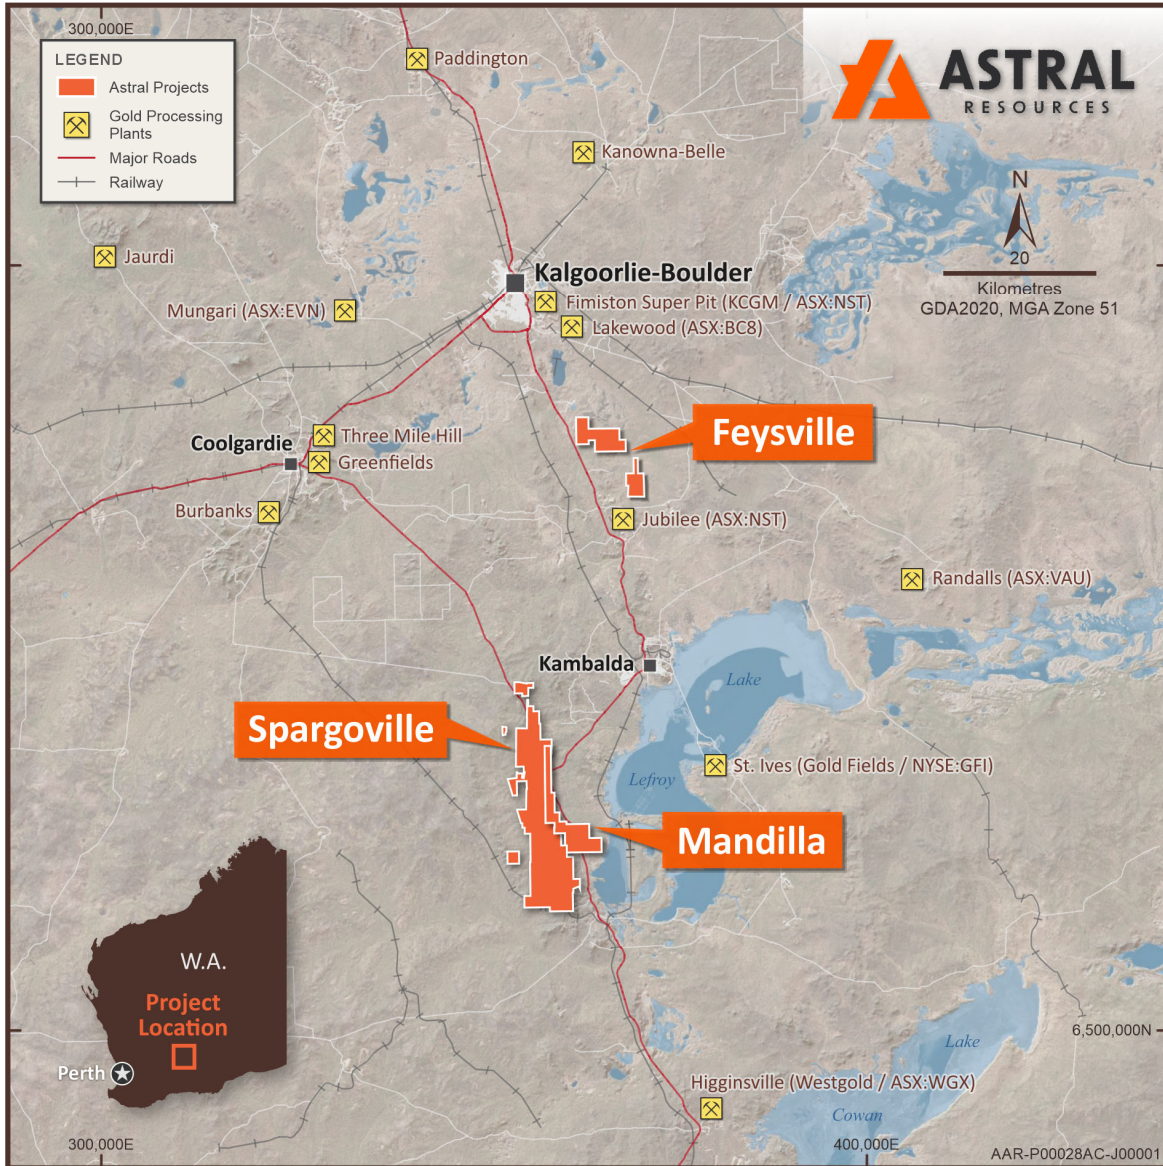 300,000E
LEGEND
Astral Projects
Gold Processing
Plants
Major Roads
Railway
ASTRAL
RESOURCES
Paddington
Kanowna-Belle
N
20
Kilometres
GDA2020, MGA Zone 51
Jaurdi
Kalgoorlie-Boulder
Mungari (ASX:EVN)
Fimiston Super Pit (KCGM / ASX:NST)
Lakewood (ASX:BC8)
Feysville
Coolgardie
Three Mile Hill
Greenfields
Burbanks
Jubilee (ASX:NST)
Randalls (ASX:VAU)
Kambalda
Lake
Spargoville
Lefroy
St. Ives (Gold Fields / NYSE:GFI)
Mandilla
W.A.
Project
Location
Perth
6,500,000N
Lake
Higginsville (Westgold / ASX:WGX)
Cowan
300,000E
400,000E
AAR-P00028AC-J00001